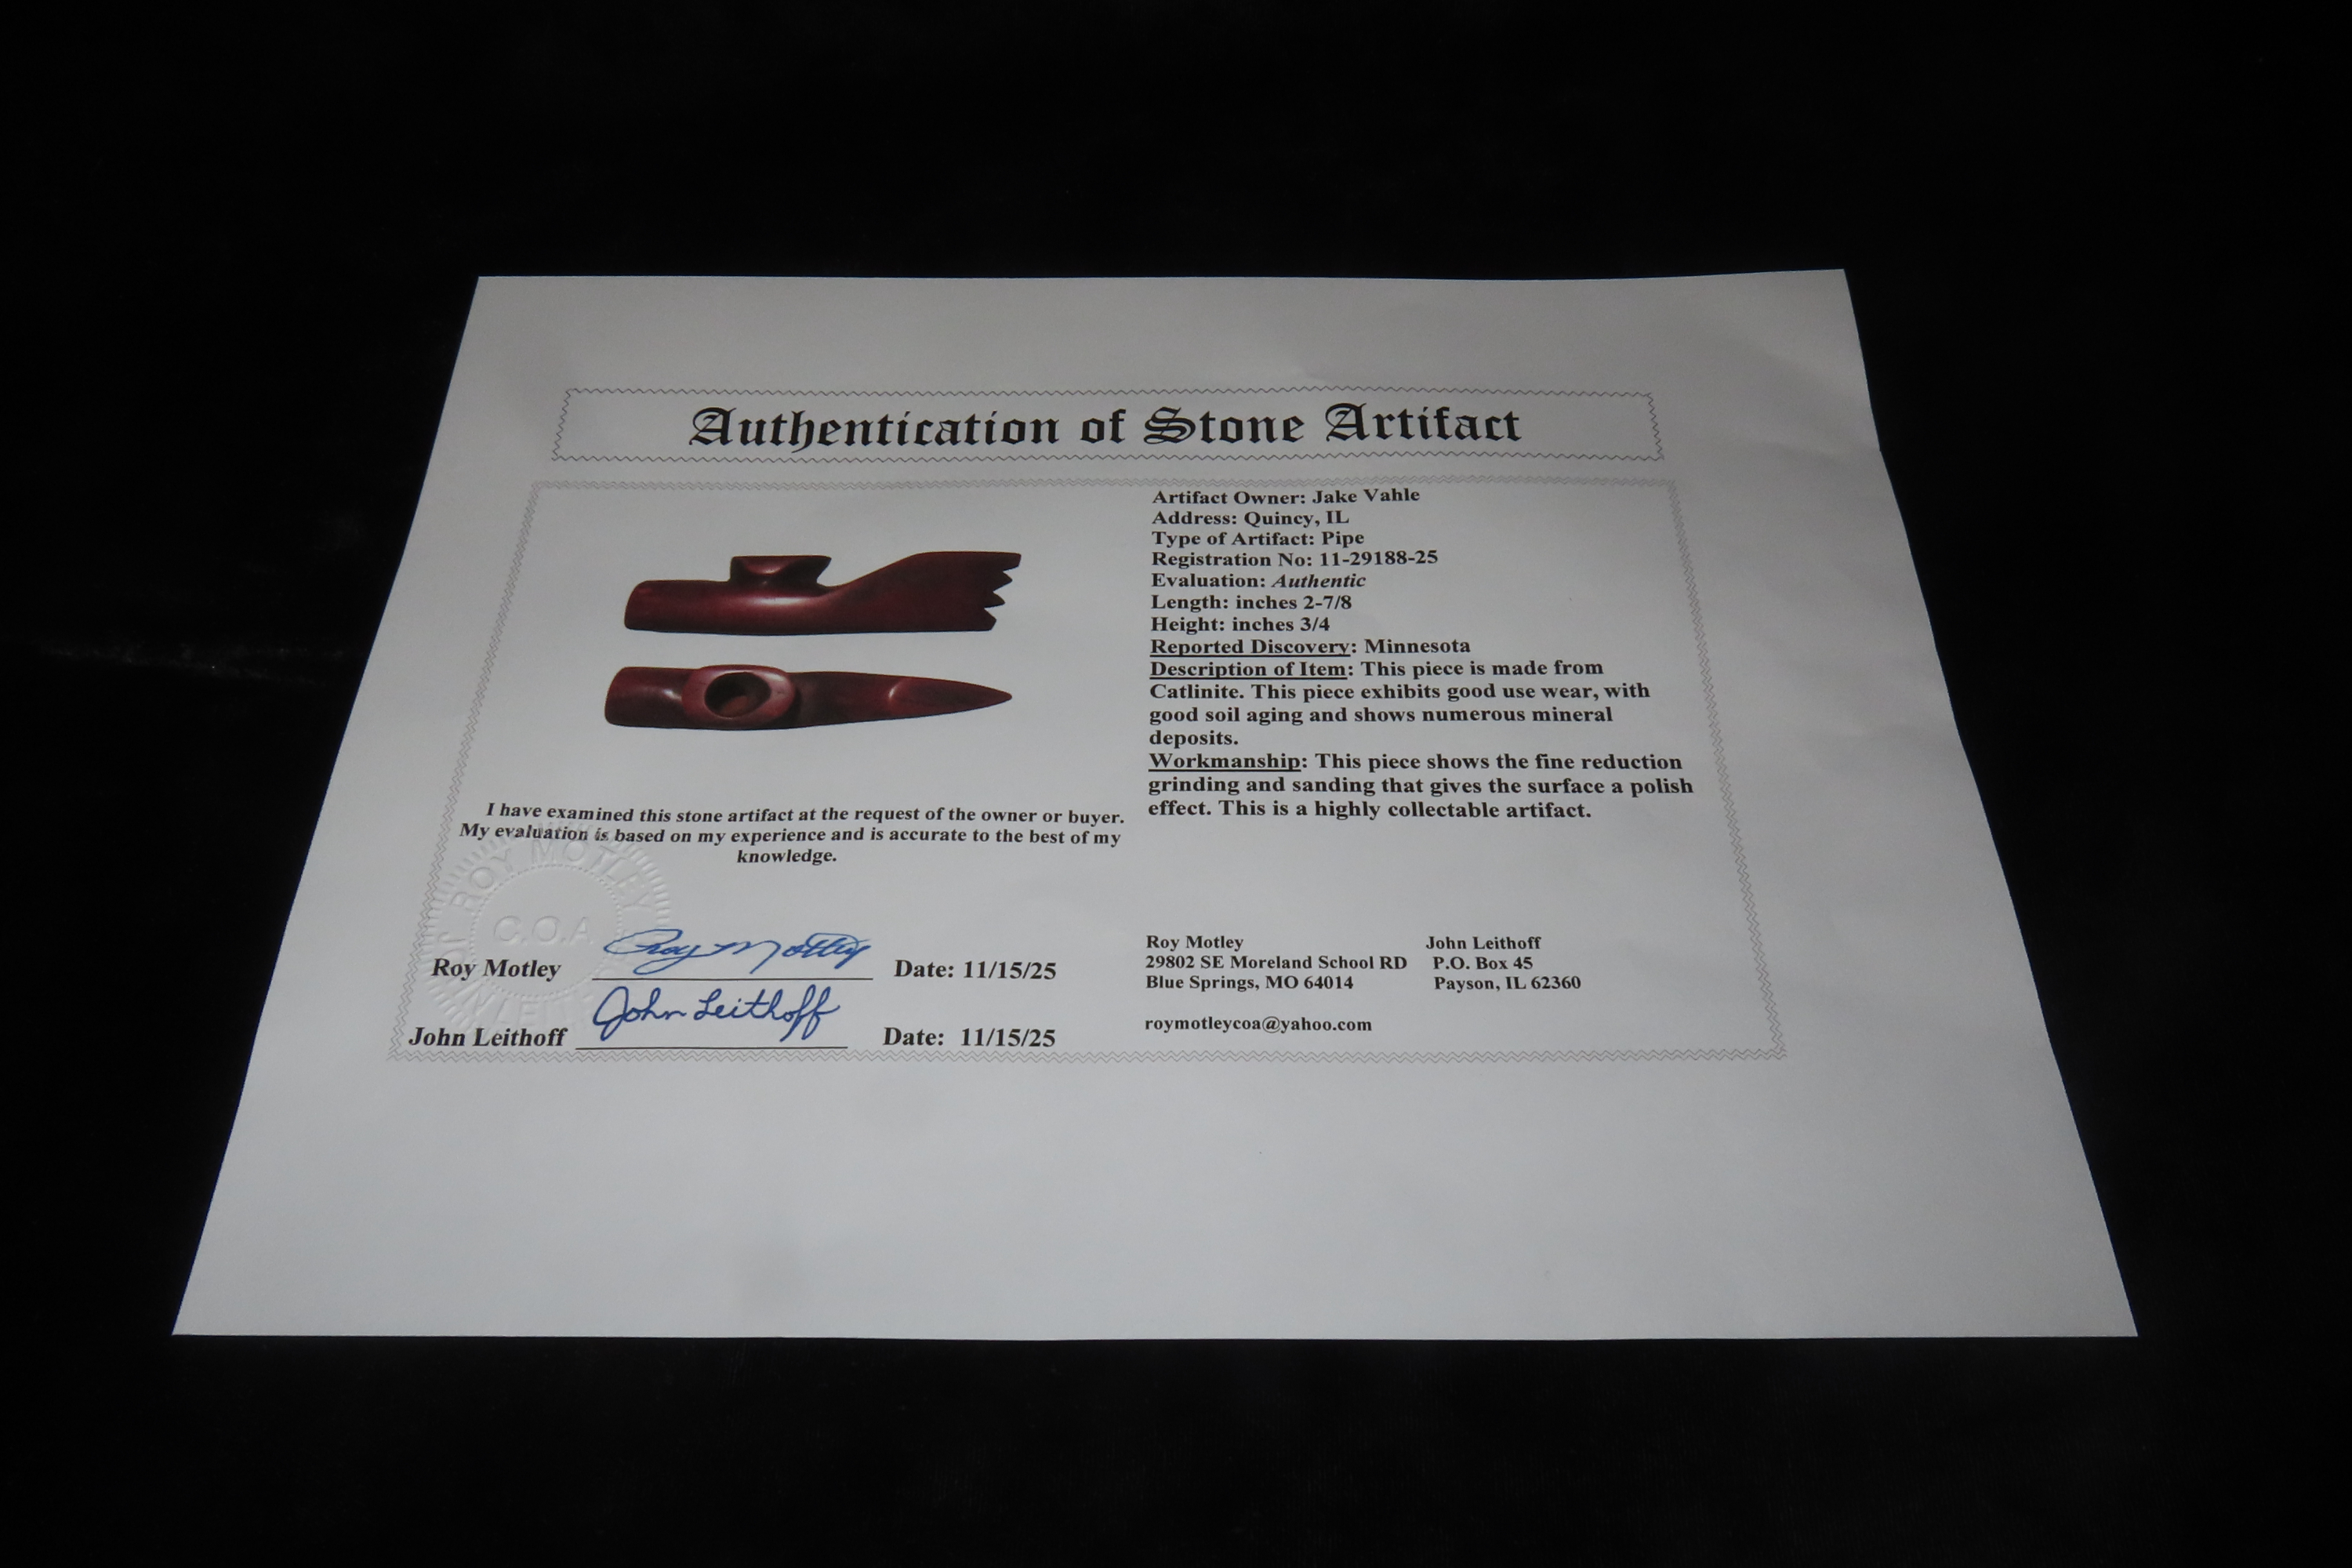 Authentication of Stone Artifact
Artifact Owner: Jake Vahle
Address: Quincy, IL
Type of Artifact: Pipe
Registration No: 11-29188-25
Evaluation: Authentic
Length: inches 2-7/8
Height: inches 3/4
Reported Discovery: Minnesota
Description of Item: This piece is made from
Catlinite. This piece exhibits good use wear, with
good soil aging and shows numerous mineral
deposits.
Workmanship: This piece shows the fine reduction
grinding and sanding that gives the surface a polish
effect. This is a highly collectable artifact.
I have examined this stone artifact at the request of the owner or buyer.
My evaluation is based on my experience and is accurate to the best of my
knowledge.
ROY MOTLEY
C.O.A
Roy Motley Roy Motley Date: 11/15/25
John Leithoff John Leithoff Date: 11/15/25
Roy Motley
29802 SE Moreland School RD
Blue Springs, MO 64014
roymotleycoa@yahoo.com
John Leithoff
P.O. Box 45
Payson, IL 62360